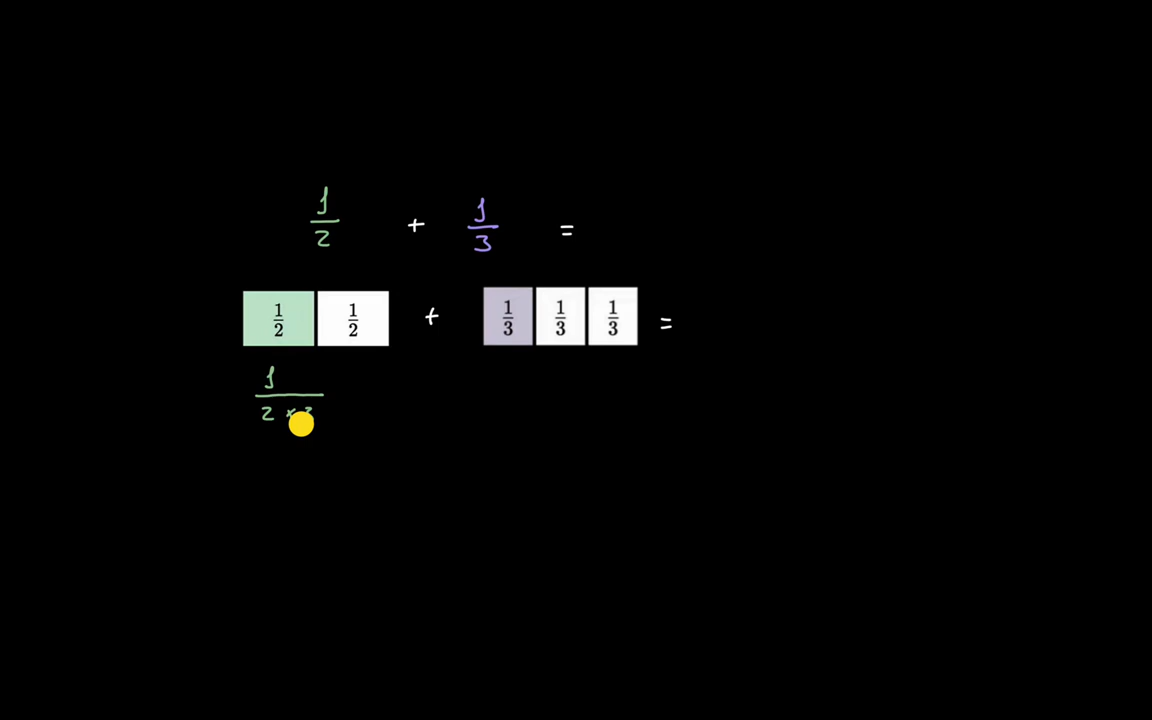 1/2 + 1/3 =
1/2 1/2 + 1/3 1/3 1/3 =
1
2 ×